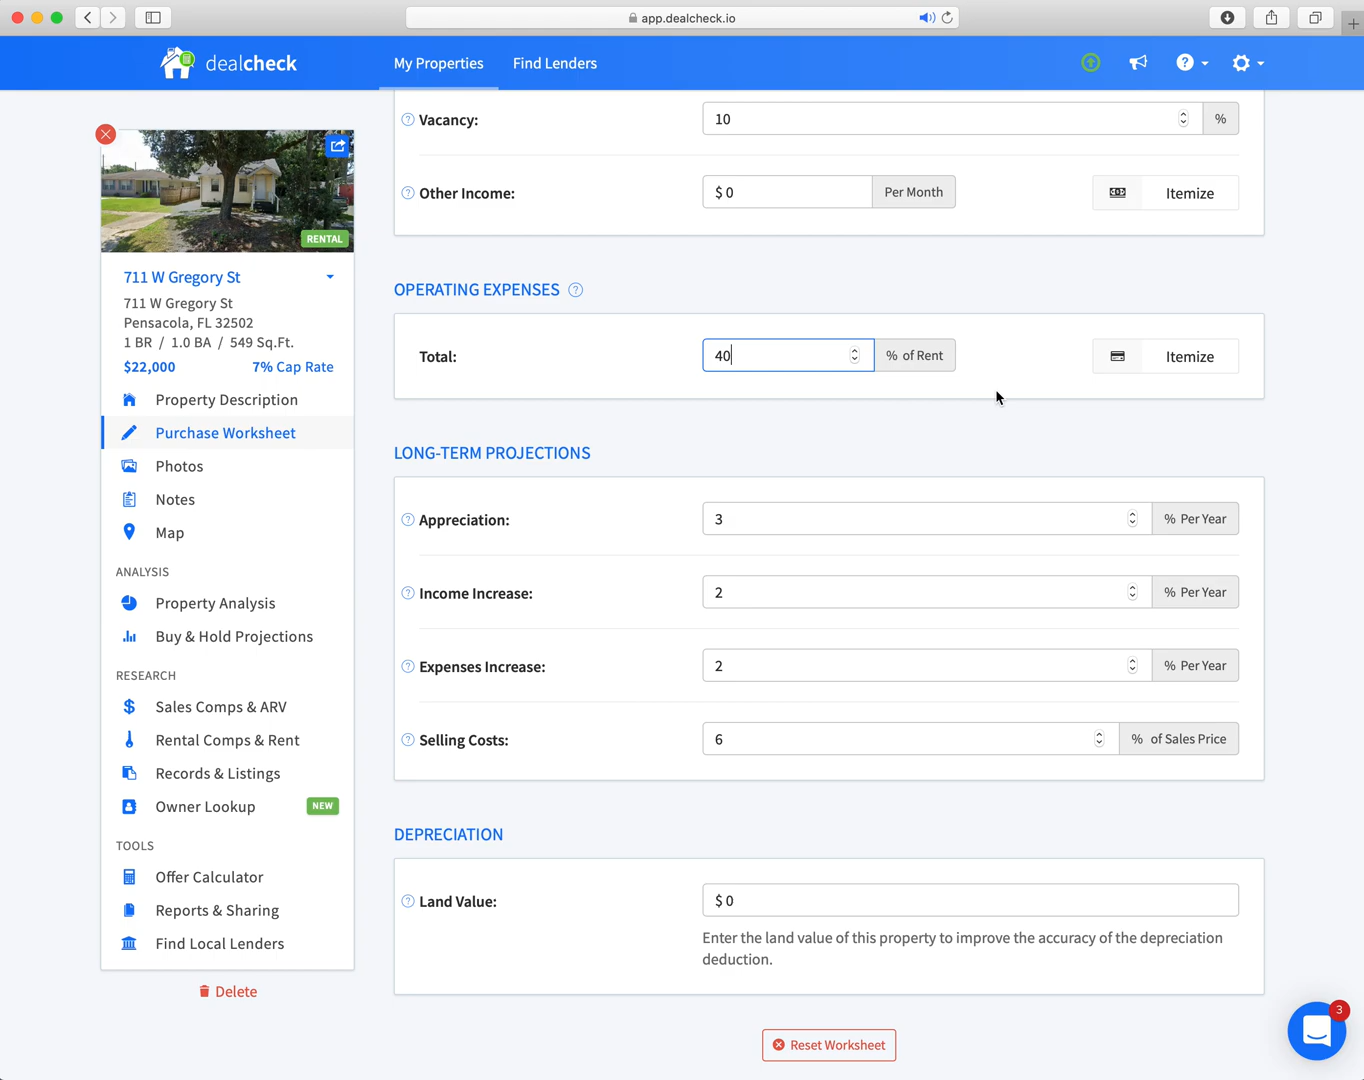 app.dealcheck.io
dealcheck
My Properties
Find Lenders
RENTAL
711 W Gregory St
711 W Gregory St
Pensacola, FL 32502
1 BR / 1.0 BA / 549 Sq.Ft.
$22,000
7% Cap Rate
Property Description
Purchase Worksheet
Photos
Notes
Map
ANALYSIS
Property Analysis
Buy & Hold Projections
RESEARCH
Sales Comps & ARV
Rental Comps & Rent
Records & Listings
Owner Lookup
NEW
TOOLS
Offer Calculator
Reports & Sharing
Find Local Lenders
Delete
Vacancy:
10
%
Other Income:
$ 0
Per Month
Itemize
OPERATING EXPENSES
Total:
40
% of Rent
Itemize
LONG-TERM PROJECTIONS
Appreciation:
3
% Per Year
Income Increase:
2
% Per Year
Expenses Increase:
2
% Per Year
Selling Costs:
6
% of Sales Price
DEPRECIATION
Land Value:
$ 0
Enter the land value of this property to improve the accuracy of the depreciation
deduction.
Reset Worksheet
3